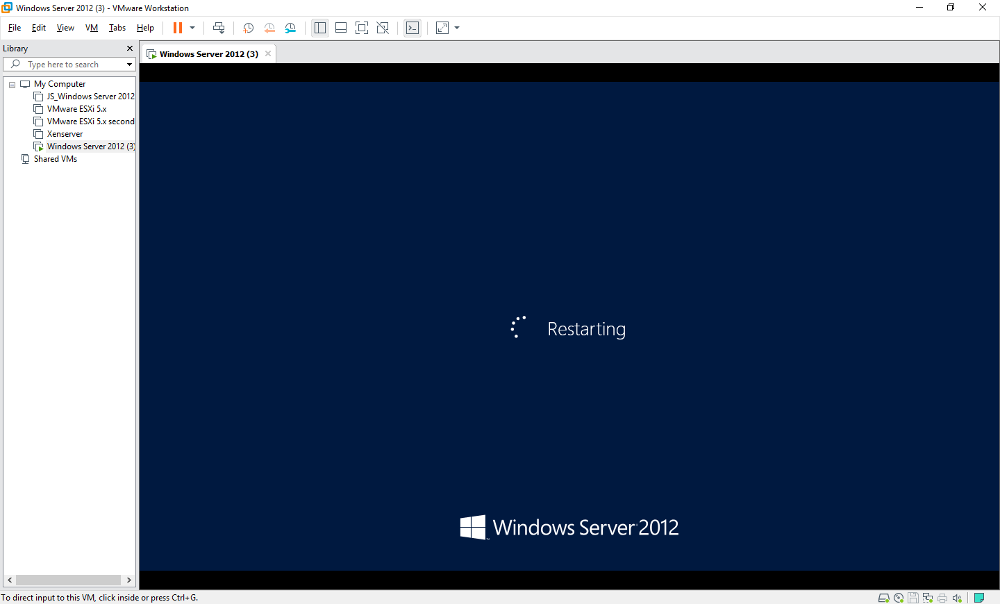 Windows Server 2012 (3) - VMware Workstation
File Edit View VM Tabs Help
Library
Windows Server 2012 (3)
Type here to search
My Computer
JS_Windows Server 2012
VMware ESXi 5.x
VMware ESXi 5.x second
Xenserver
Windows Server 2012 (3)
Shared VMs
Restarting
Windows Server 2012
To direct input to this VM, click inside or press Ctrl+G.